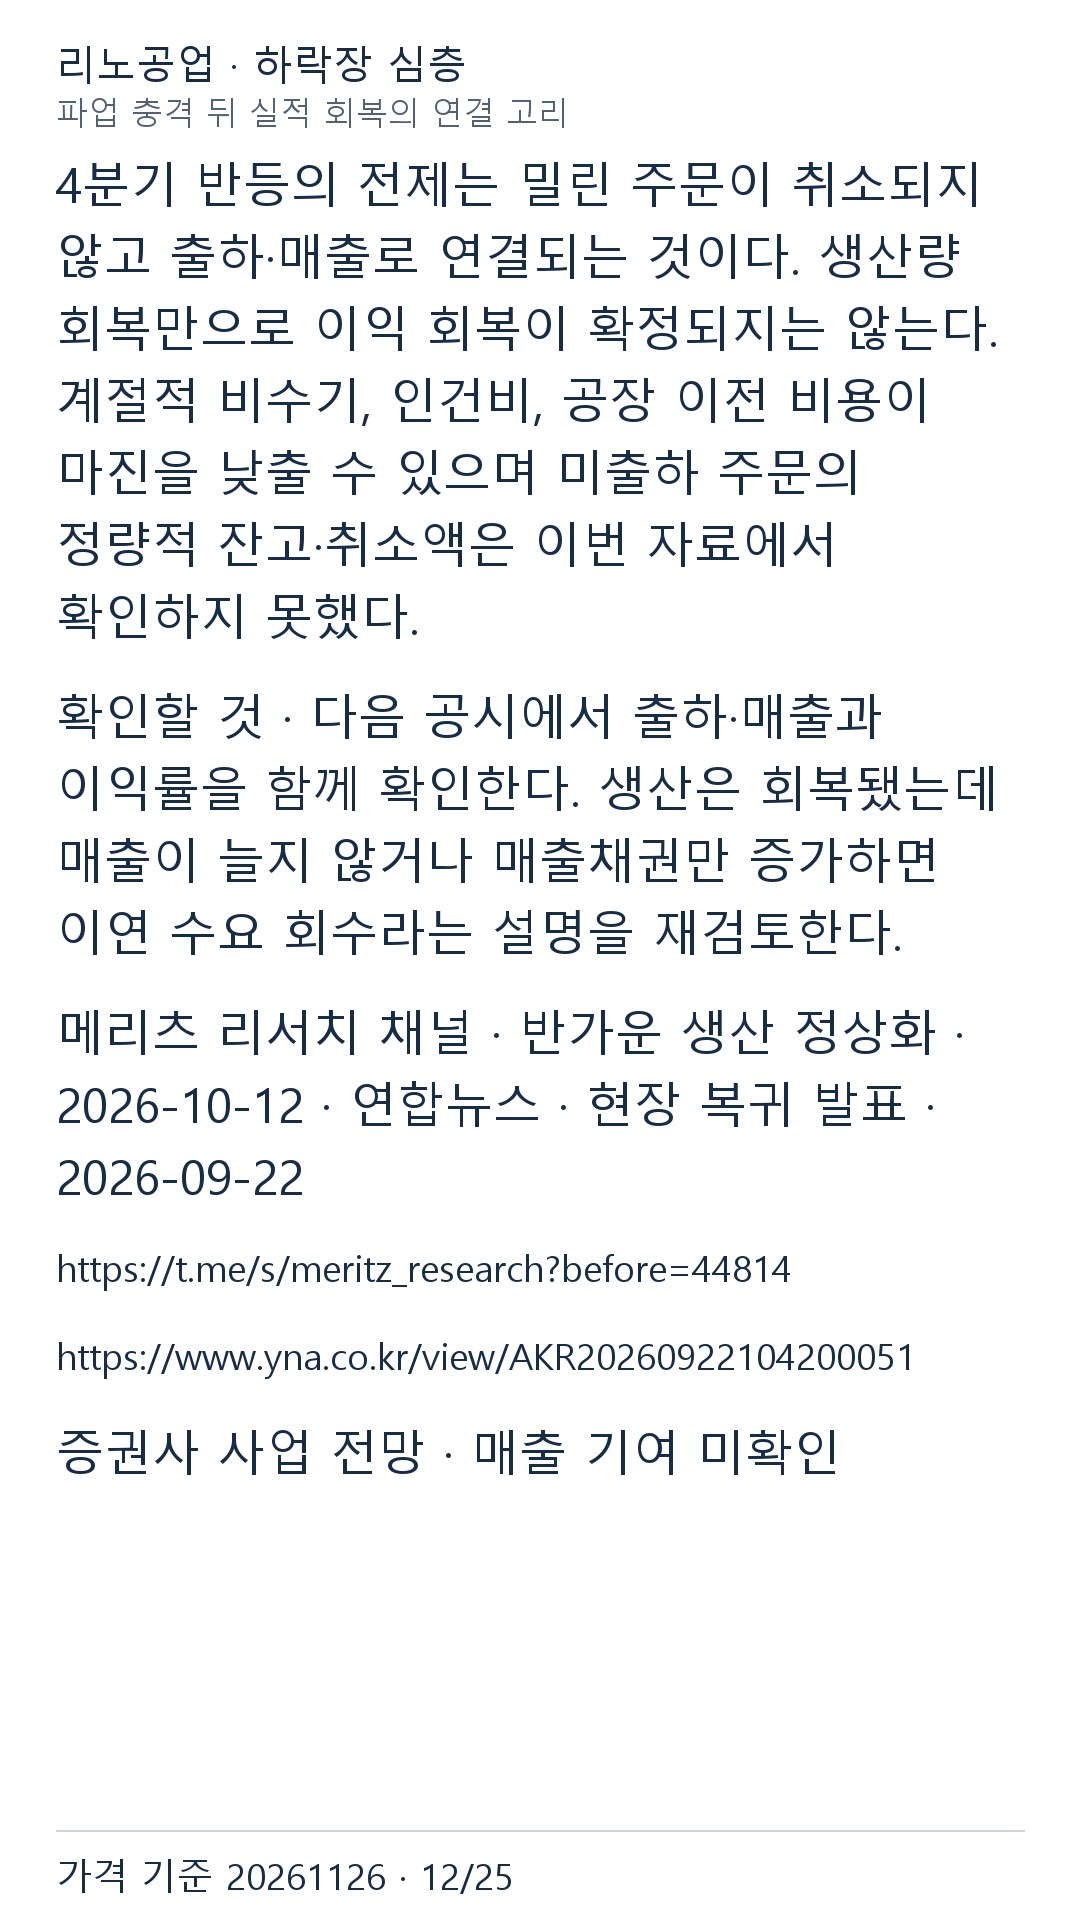 리노공업 · 하락장 심층
파업 충격 뒤 실적 회복의 연결 고리
4분기 반등의 전제는 밀린 주문이 취소되지
않고 출하·매출로 연결되는 것이다. 생산량
회복만으로 이익 회복이 확정되지는 않는다.
계절적 비수기, 인건비, 공장 이전 비용이
마진을 낮출 수 있으며 미출하 주문의
정량적 잔고·취소액은 이번 자료에서
확인하지 못했다.
확인할 것 · 다음 공시에서 출하·매출과
이익률을 함께 확인한다. 생산은 회복됐는데
매출이 늘지 않거나 매출채권만 증가하면
이연 수요 회수라는 설명을 재검토한다.
메리츠 리서치 채널 · 반가운 생산 정상화 ·
2026-10-12 · 연합뉴스 · 현장 복귀 발표 ·
2026-09-22
https://t.me/s/meritz_research?before=44814
https://www.yna.co.kr/view/AKR20260922104200051
증권사 사업 전망 · 매출 기여 미확인
가격 기준 20261126 · 12/25